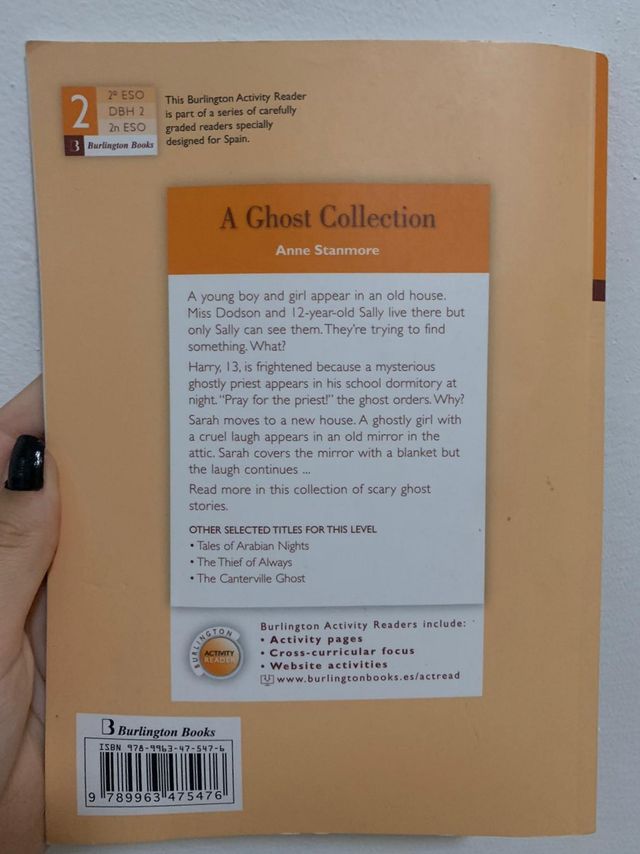 2
2º ESO
DBH 2
2n ESO
B Burlington Books
This Burlington Activity Reader
is part of a series of carefully
graded readers specially
designed for Spain.
A Ghost Collection
Anne Stanmore
A young boy and girl appear in an old house.
Miss Dodson and 12-year-old Sally live there but
only Sally can see them. They're trying to find
something. What?
Harry, 13, is frightened because a mysterious
ghostly priest appears in his school dormitory at
night. "Pray for the priest!" the ghost orders. Why?
Sarah moves to a new house. A ghostly girl with
a cruel laugh appears in an old mirror in the
attic. Sarah covers the mirror with a blanket but
the laugh continues ...
Read more in this collection of scary ghost
stories.
OTHER SELECTED TITLES FOR THIS LEVEL
• Tales of Arabian Nights
• The Thief of Always
• The Canterville Ghost
BURLINGTON
ACTIVITY
READER
Burlington Activity Readers include:
• Activity pages
• Cross-curricular focus
• Website activities
www.burlingtonbooks.es/actread
B Burlington Books
ISBN 978-9963-47-547-6
9 789963 475476